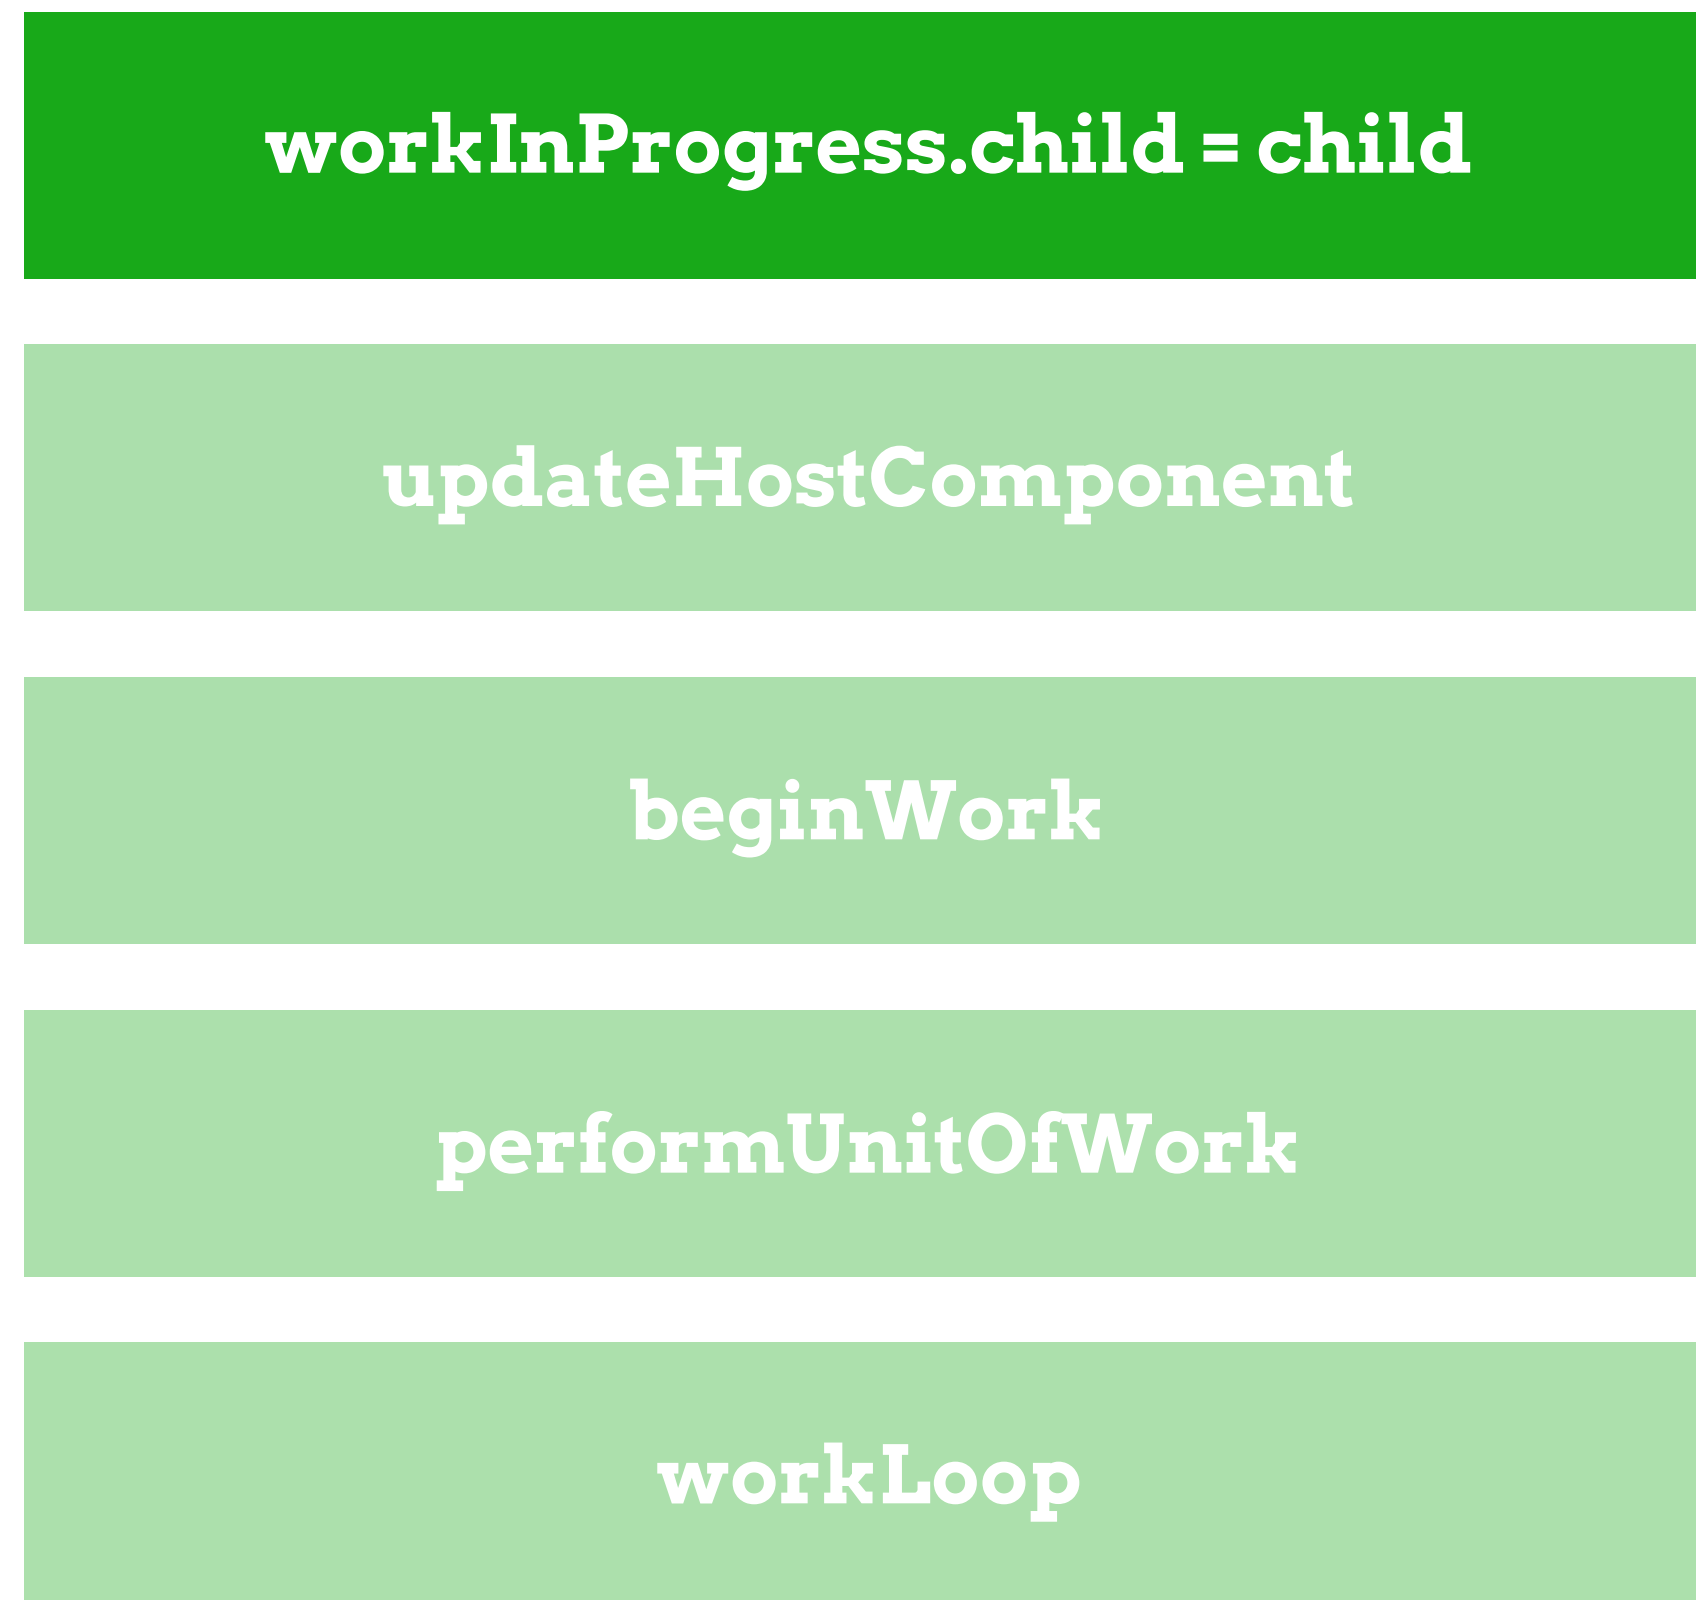 workInProgress.child = child
updateHostComponent
beginWork
performUnitOfWork
workLoop